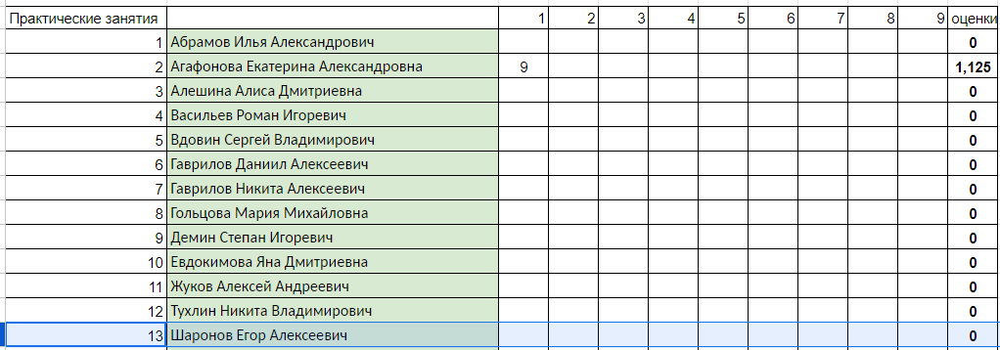 Практические занятия 1 2 3 4 5 6 7 8 9 оценки
1 Абрамов Илья Александрович 0
2 Агафонова Екатерина Александровна 9 1,125
3 Алешина Алиса Дмитриевна 0
4 Васильев Роман Игоревич 0
5 Вдовин Сергей Владимирович 0
6 Гаврилов Даниил Алексеевич 0
7 Гаврилов Никита Алексеевич 0
8 Гольцова Мария Михайловна 0
9 Демин Степан Игоревич 0
10 Евдокимова Яна Дмитриевна 0
11 Жуков Алексей Андреевич 0
12 Тухлин Никита Владимирович 0
13 Шаронов Егор Алексеевич 0